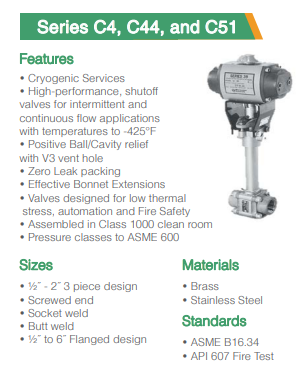 Series C4, C44, and C51
Features
• Cryogenic Services
• High-performance, shutoff
valves for intermittent and
continuous flow applications
with temperatures to -425°F
• Positive Ball/Cavity relief
with V3 vent hole
• Zero Leak packing
• Effective Bonnet Extensions
• Valves designed for low thermal
stress, automation and Fire Safety
• Assembled in Class 1000 clean room
• Pressure classes to ASME 600
Sizes
• ½˝ - 2˝ 3 piece design
• Screwed end
• Socket weld
• Butt weld
• ½˝ to 6˝ Flanged design
Materials
• Brass
• Stainless Steel
Standards
• ASME B16.34
• API 607 Fire Test